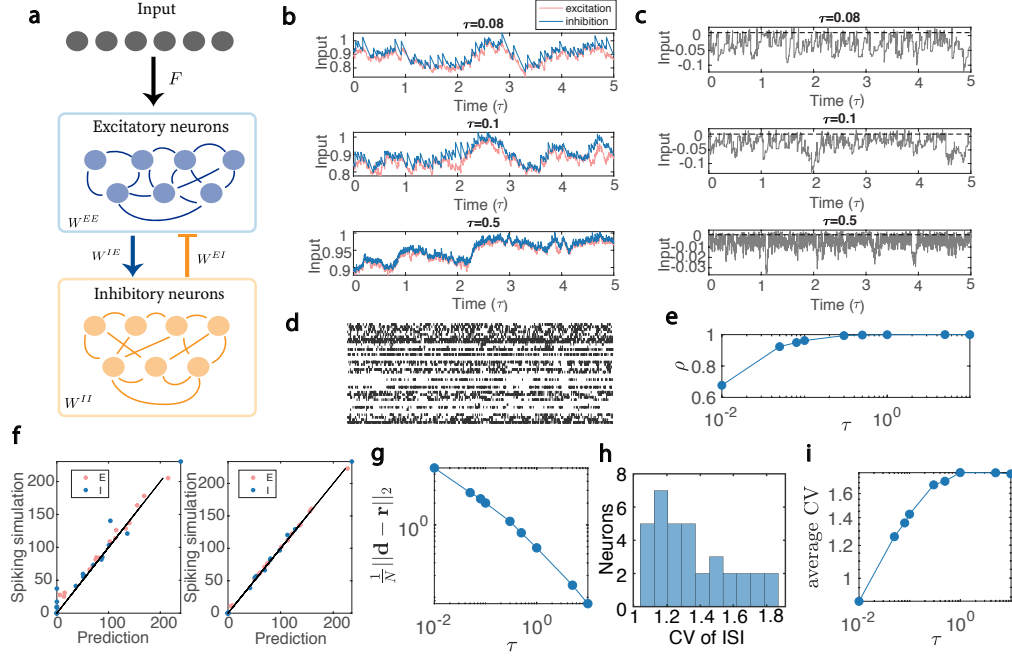 a
Input
F
Excitatory neurons
W^{EE}
W^{IE}
W^{EI}
Inhibitory neurons
W^{II}
b
excitation
inhibition
τ=0.08
Input
1
0.8
0 1 2 3 4 5
Time (τ)
τ=0.1
Input
1
0.9
0.8
0 1 2 3 4 5
Time (τ)
τ=0.5
Input
0.95
0.9
0 1 2 3 4 5
Time (τ)
c
τ=0.08
Input
0
-0.05
-0.1
0 1 2 3 4 5
Time (τ)
τ=0.1
Input
0
-0.05
-0.1
0 1 2 3 4 5
Time (τ)
τ=0.5
Input
0
-0.01
-0.02
-0.03
0 1 2 3 4 5
Time (τ)
d
e
ρ
1
0.8
0.6
10^{-2} 10^{0}
τ
f
Spiking simulation
200
150
100
50
0
E
I
0 100 200
Prediction
Spiking simulation
200
150
100
50
0
E
I
0 100 200
Prediction
g
\frac{1}{N}||d − r||_2
10^{0}
10^{-2} 10^{0}
τ
h
Neurons
8
6
4
2
0
1 1.2 1.4 1.6 1.8
CV of ISI
i
average CV
1.6
1.4
1.2
1
10^{-2} 10^{0}
τ